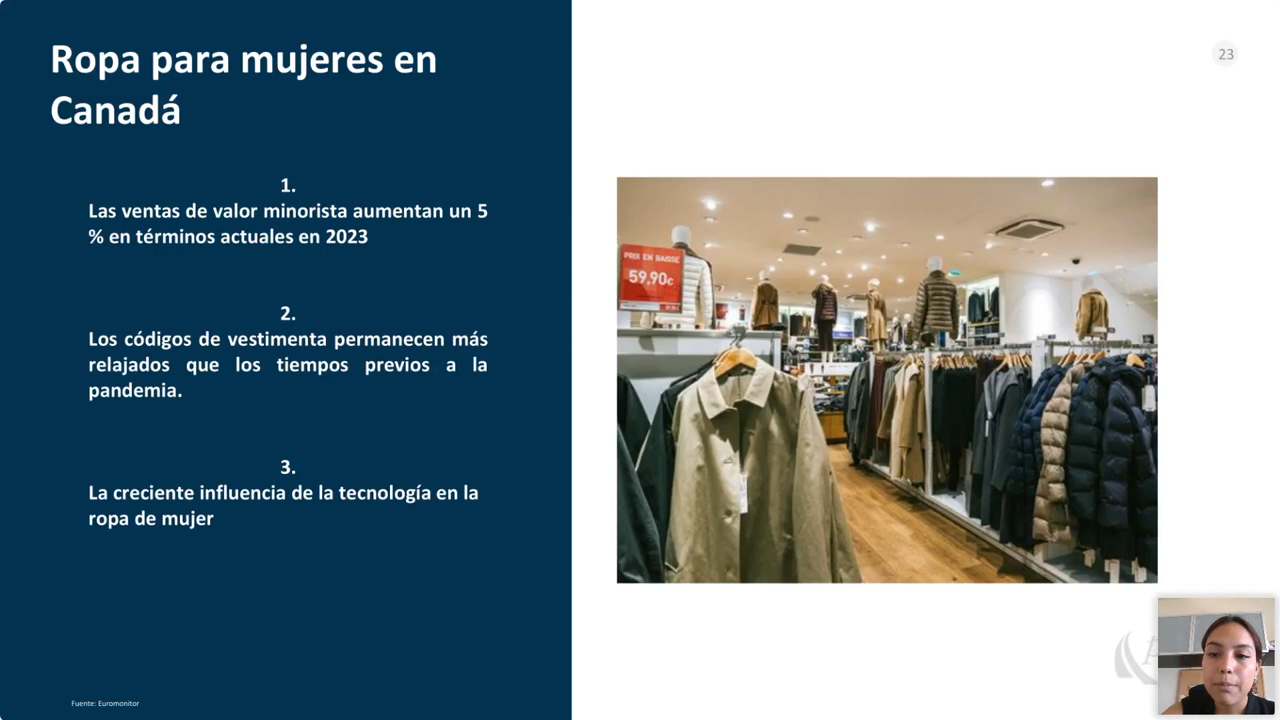 Ropa para mujeres en
Canadá
23
1.
Las ventas de valor minorista aumentan un 5
% en términos actuales en 2023
2.
Los códigos de vestimenta permanecen más
relajados que los tiempos previos a la
pandemia.
3.
La creciente influencia de la tecnología en la
ropa de mujer
PRIX EN BAISSE
59,90€
Fuente: Euromonitor